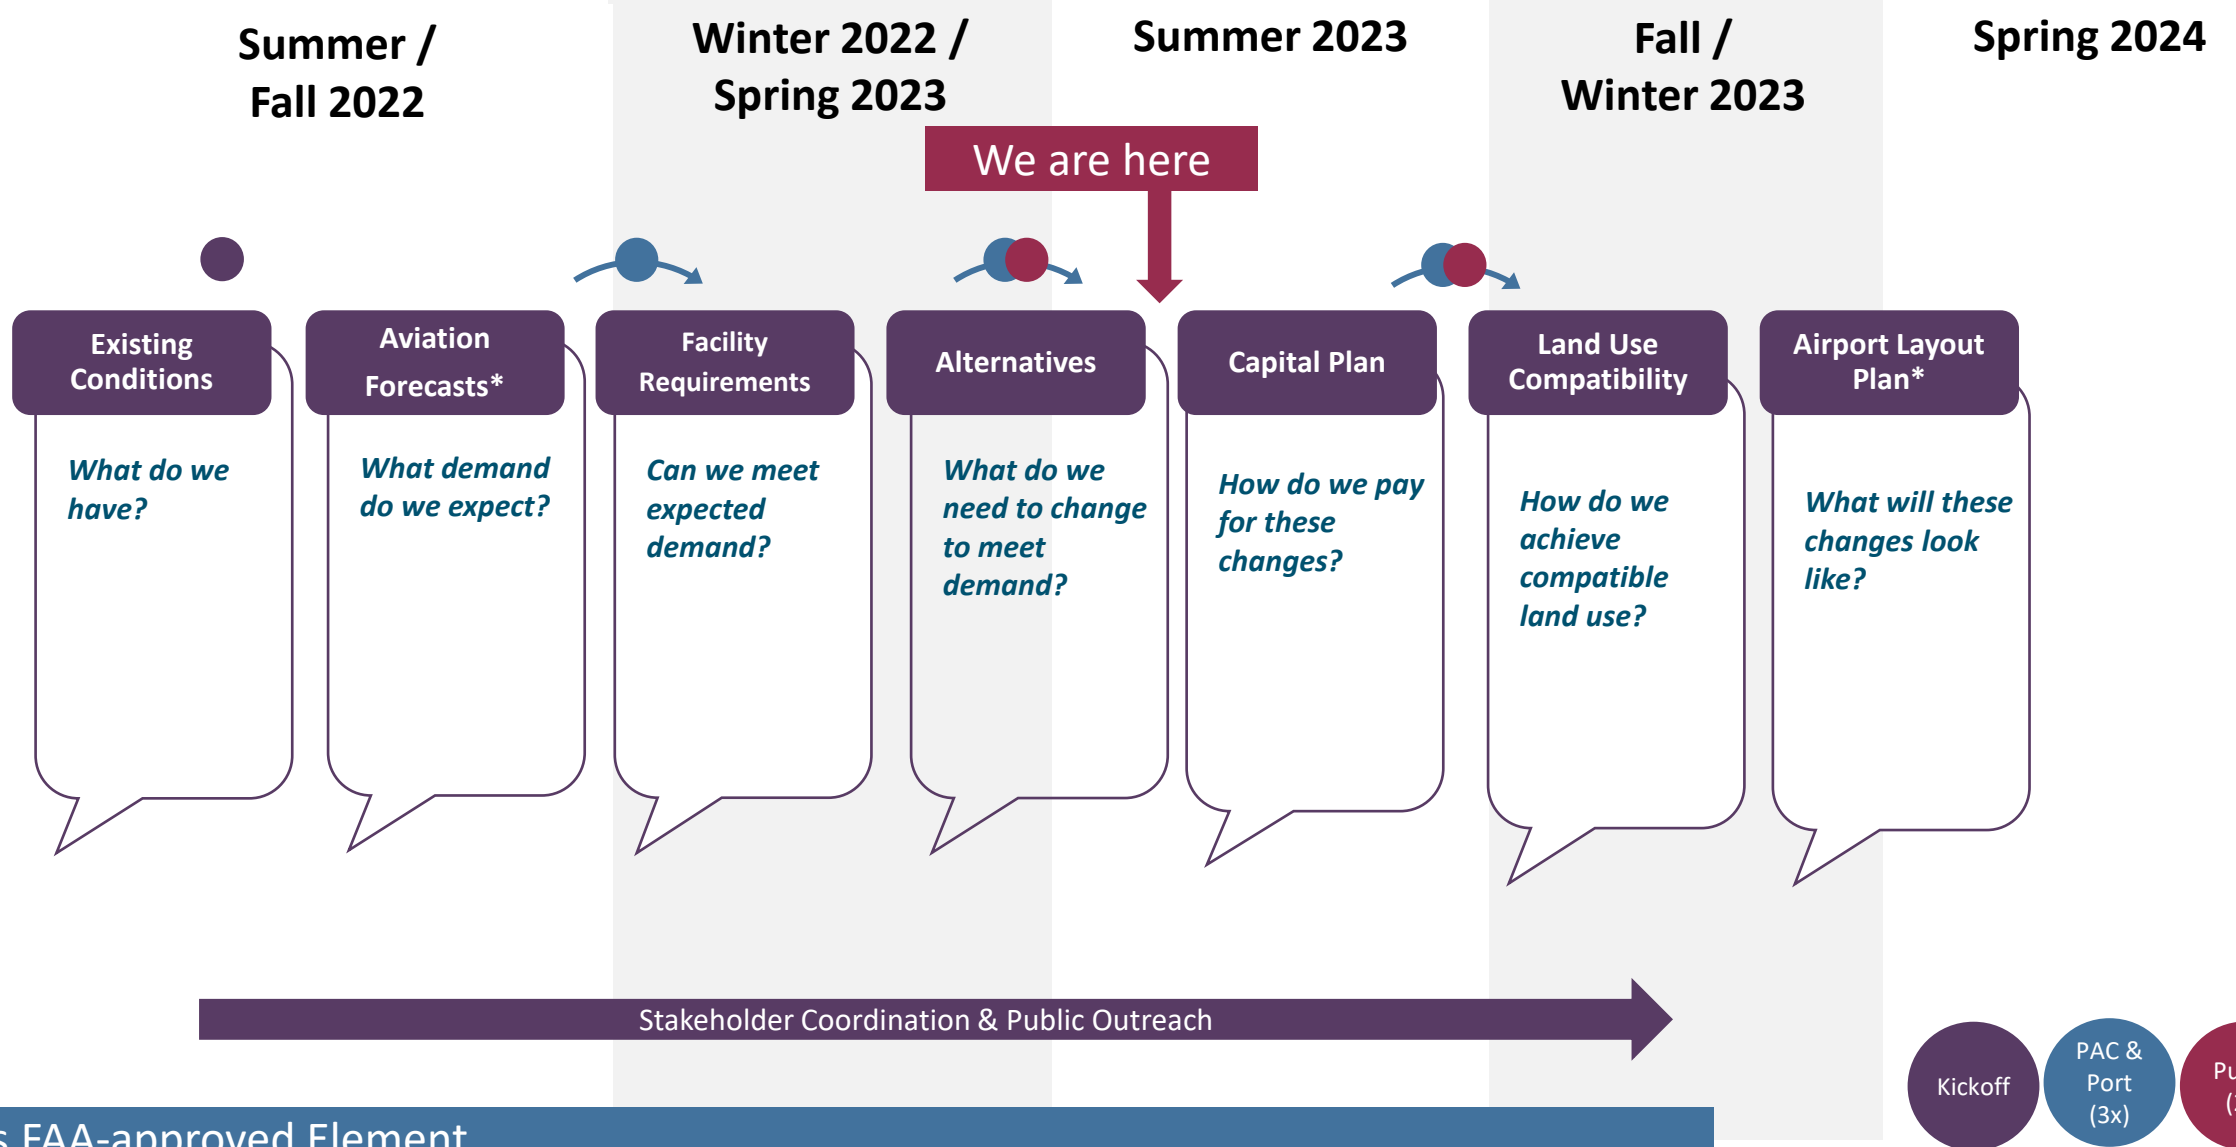 Summer /
Fall 2022
Winter 2022 /
Spring 2023
Summer 2023
Fall /
Winter 2023
Spring 2024
We are here
Existing
Conditions
What do we
have?
Aviation
Forecasts*
What demand
do we expect?
Facility
Requirements
Can we meet
expected
demand?
Alternatives
What do we
need to change
to meet
demand?
Capital Plan
How do we pay
for these
changes?
Land Use
Compatibility
How do we
achieve
compatible
land use?
Airport Layout
Plan*
What will these
changes look
like?
Stakeholder Coordination & Public Outreach
Kickoff
PAC &
Port
(3x)
FAA-approved Element